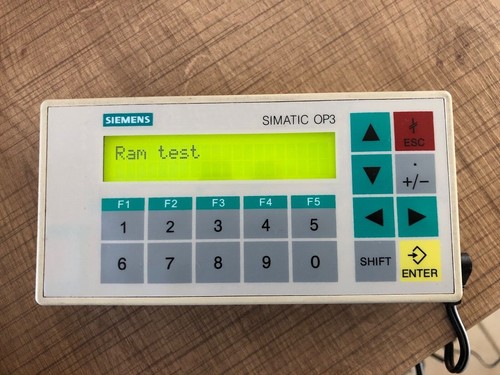 SIEMENS
SIMATIC OP3
Ram test
ESC
+/−
F1 F2 F3 F4 F5
1 2 3 4 5
6 7 8 9 0
SHIFT
ENTER